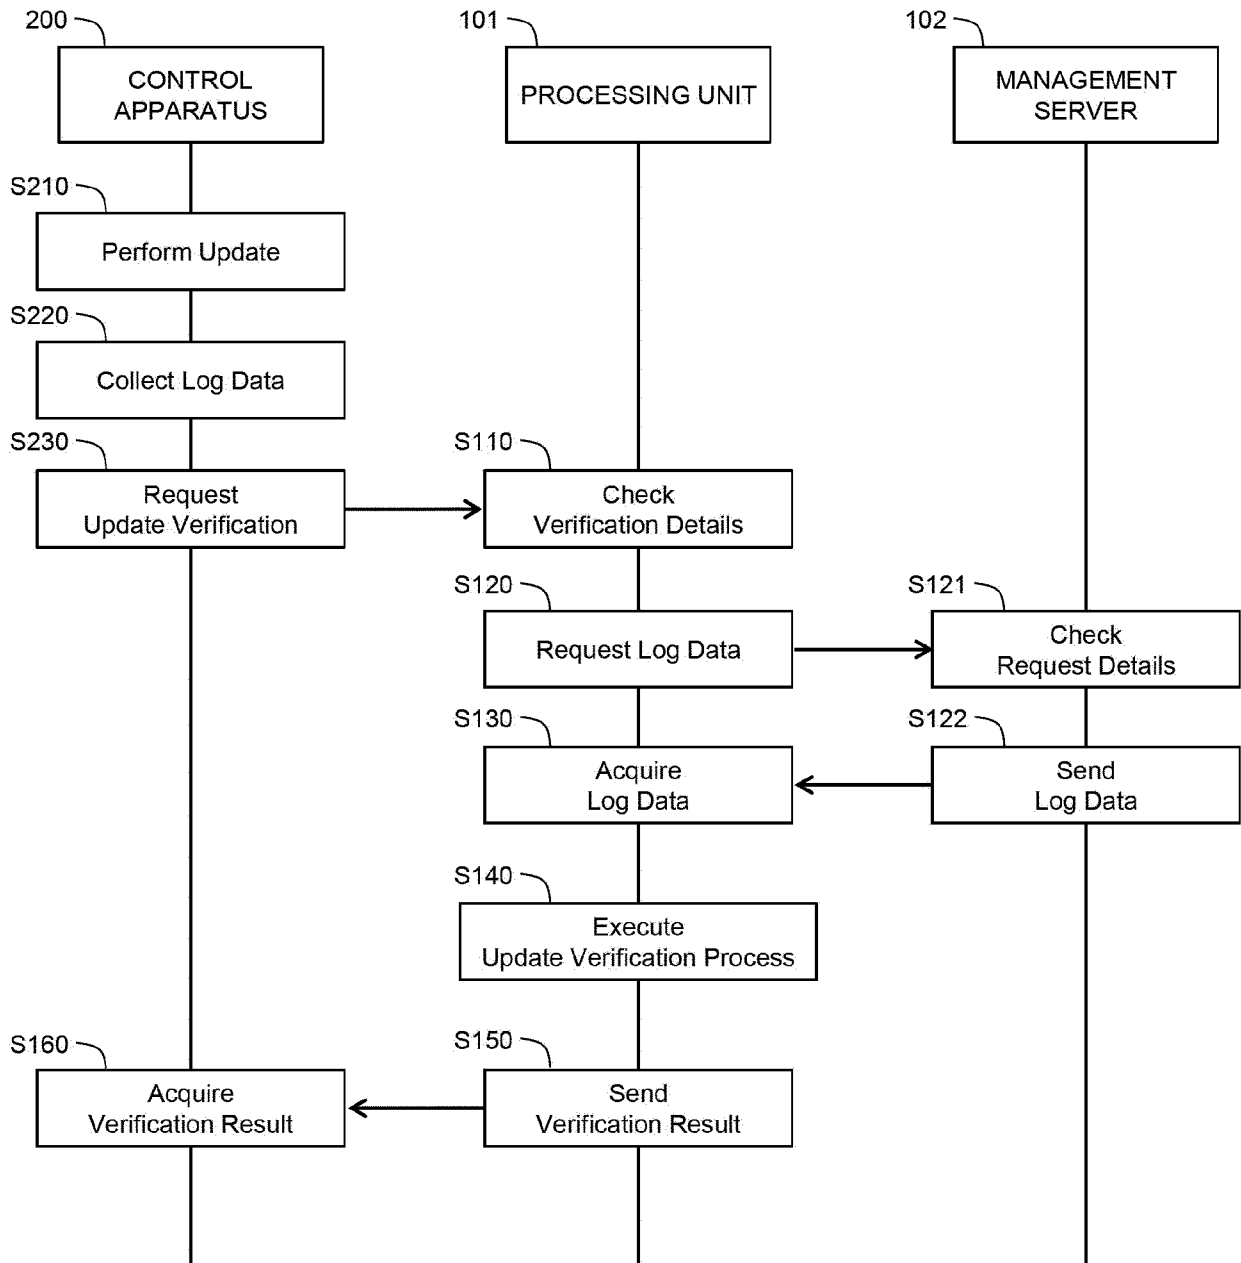 200
101
102
CONTROL
APPARATUS
PROCESSING UNIT
MANAGEMENT
SERVER
S210
Perform Update
S220
Collect Log Data
S230
S110
Request
Update Verification
Check
Verification Details
S120
S121
Request Log Data
Check
Request Details
S130
S122
Acquire
Log Data
Send
Log Data
S140
Execute
Update Verification Process
S160
S150
Acquire
Verification Result
Send
Verification Result